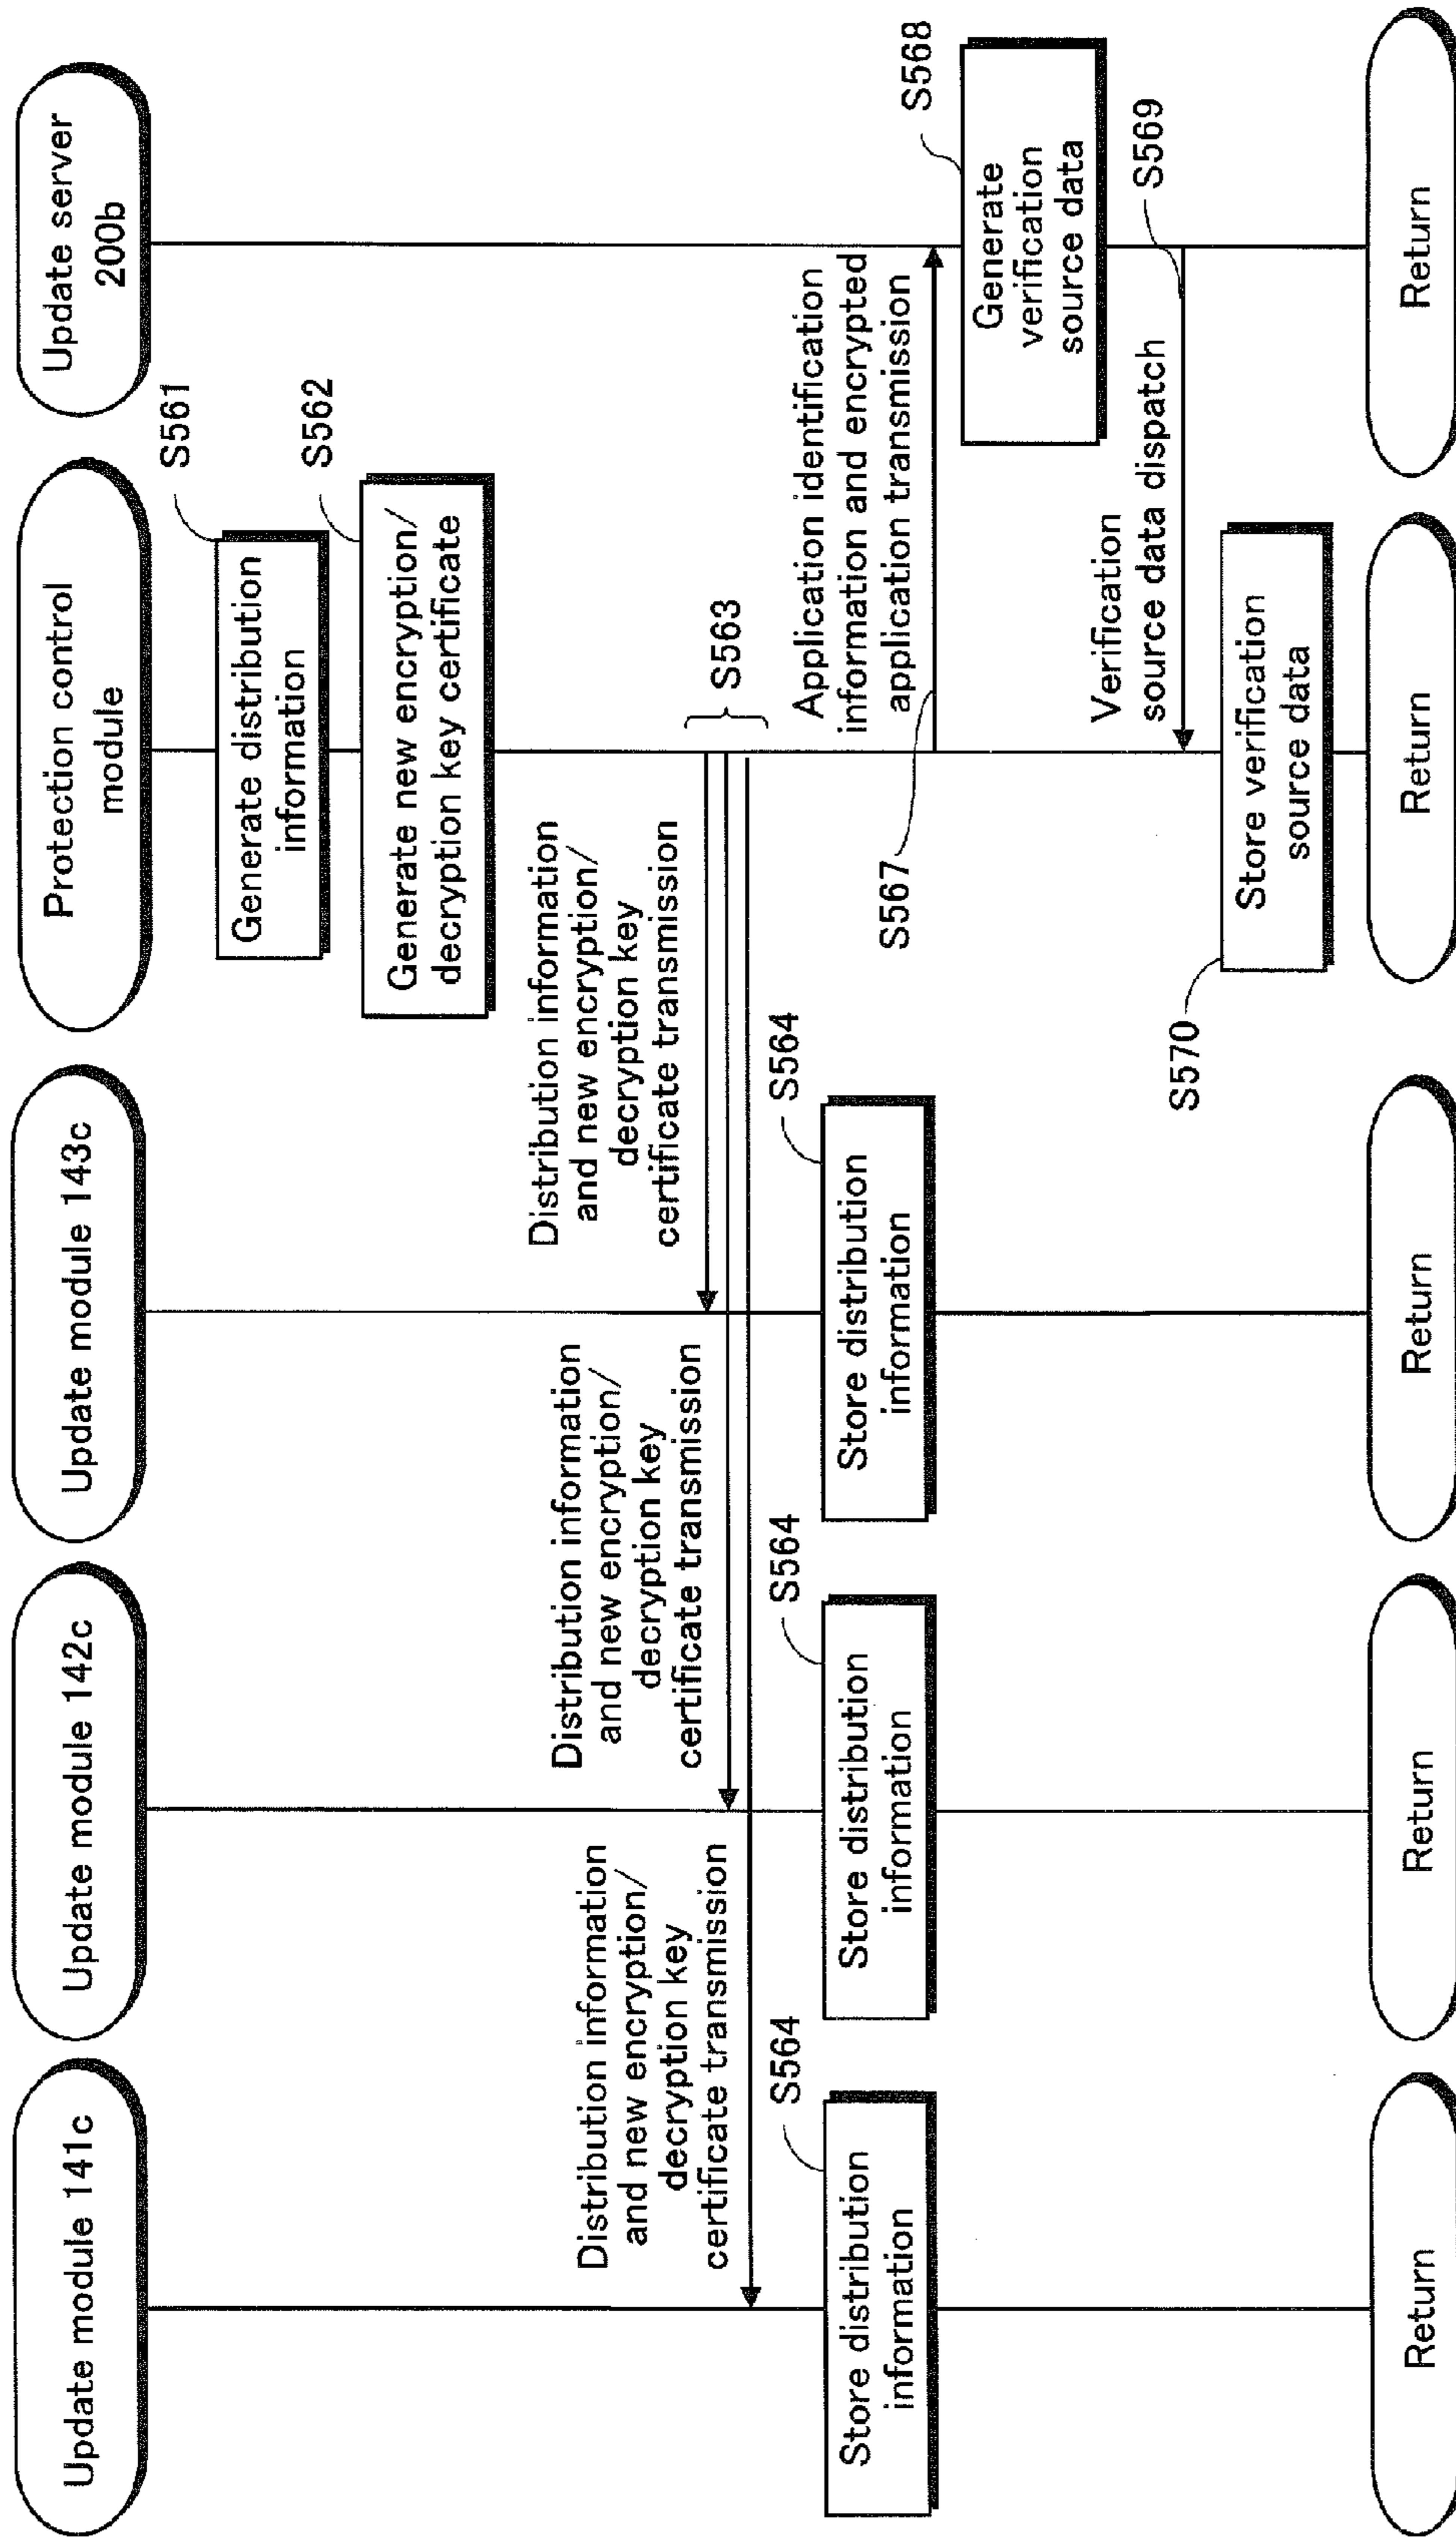 Update module 141c
Update module 142c
Update module 143c
Protection control
module
Update server
200b
S561
Generate distribution
information
S562
Generate new encryption/
decryption key certificate
S563
Distribution information
and new encryption/
decryption key
certificate transmission
Distribution information
and new encryption/
decryption key
certificate transmission
Distribution information
and new encryption/
decryption key
certificate transmission
S564
Store distribution
information
S564
Store distribution
information
S564
Store distribution
information
S567
Application identification
information and encrypted
application transmission
S568
Generate
verification
source data
S569
Verification
source data dispatch
S570
Store verification
source data
Return
Return
Return
Return
Return